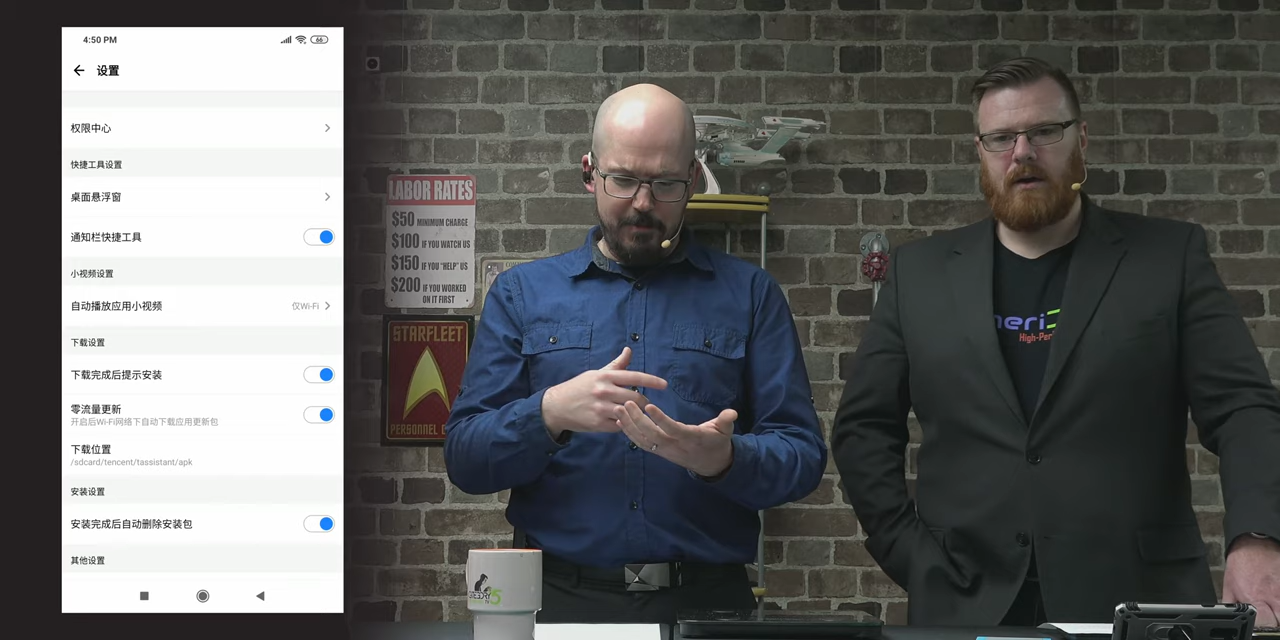 4:50 PM
66
设置
权限中心
快捷工具设置
桌面悬浮窗
通知栏快捷工具
小视频设置
自动播放应用小视频
仅Wi-Fi
下载设置
下载完成后提示安装
零流量更新
开启后Wi-Fi网络下自动下载应用更新包
下载位置
/sdcard/tencent/tassistant/apk
安装设置
安装完成后自动删除安装包
其他设置
LABOR RATES
$50 MINIMUM CHARGE
$100 IF YOU WATCH US
$150 IF YOU "HELP" US
$200 IF YOU WORKED
ON IT FIRST
STARFLEET
PERSONNEL
High-Per